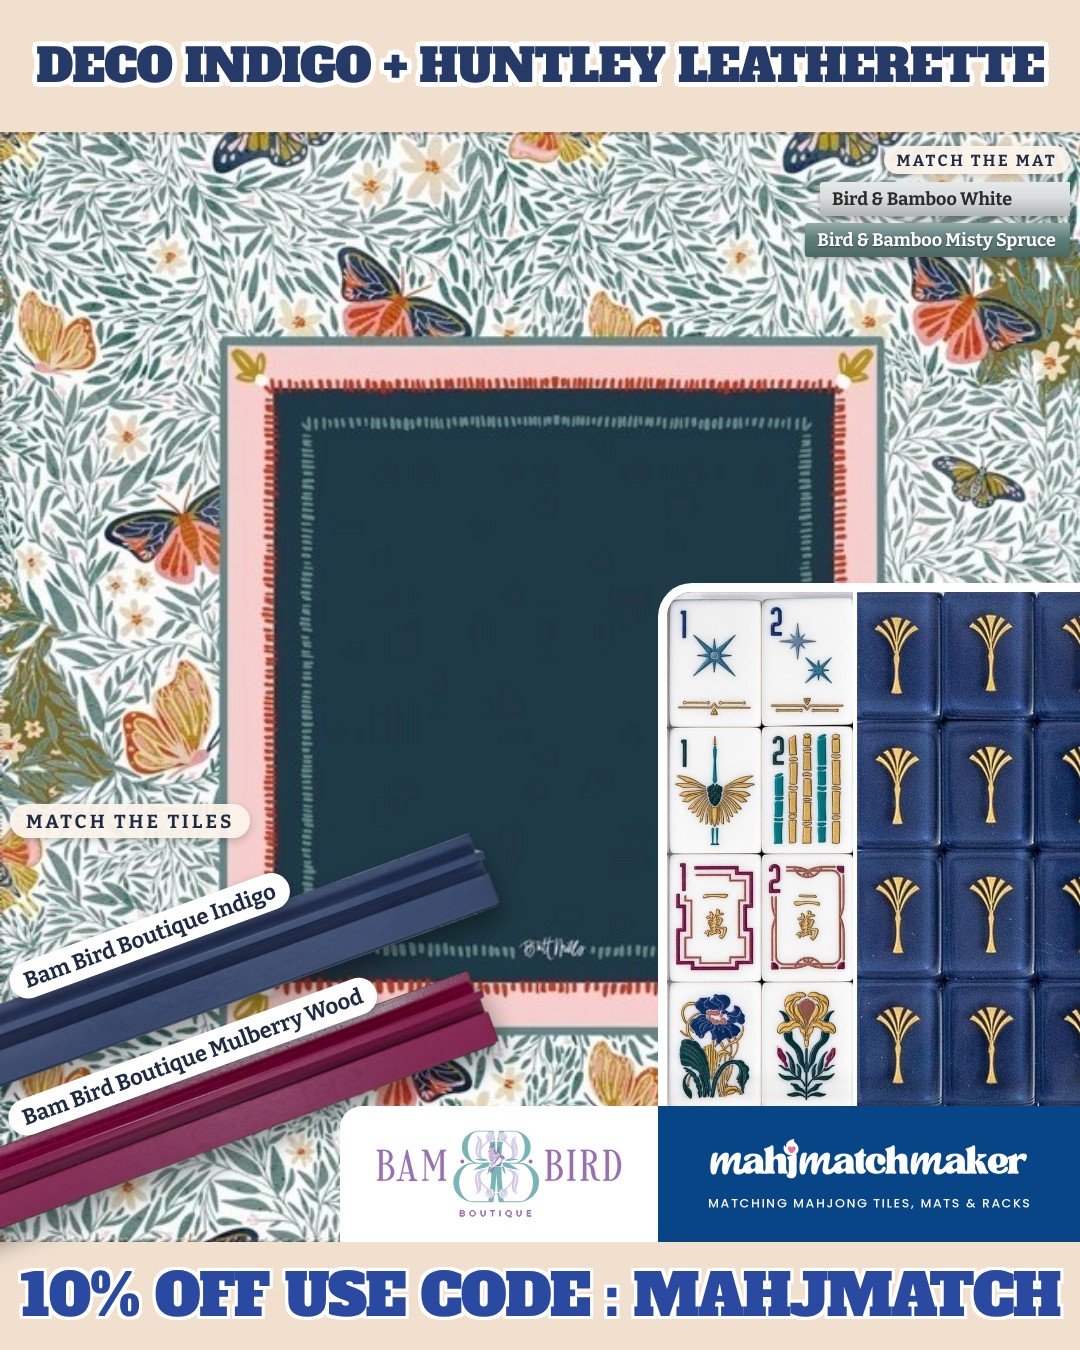 DECO INDIGO + HUNTLEY LEATHERETTE
MATCH THE MAT
Bird & Bamboo White
Bird & Bamboo Misty Spruce
1
2
1
2
1
一
萬
2
二
萬
MATCH THE TILES
Bam Bird Boutique Indigo
Bam Bird Boutique Mulberry Wood
BAM BIRD
BOUTIQUE
mahjmatchmaker
MATCHING MAHJONG TILES, MATS & RACKS
10% OFF USE CODE : MAHJMATCH